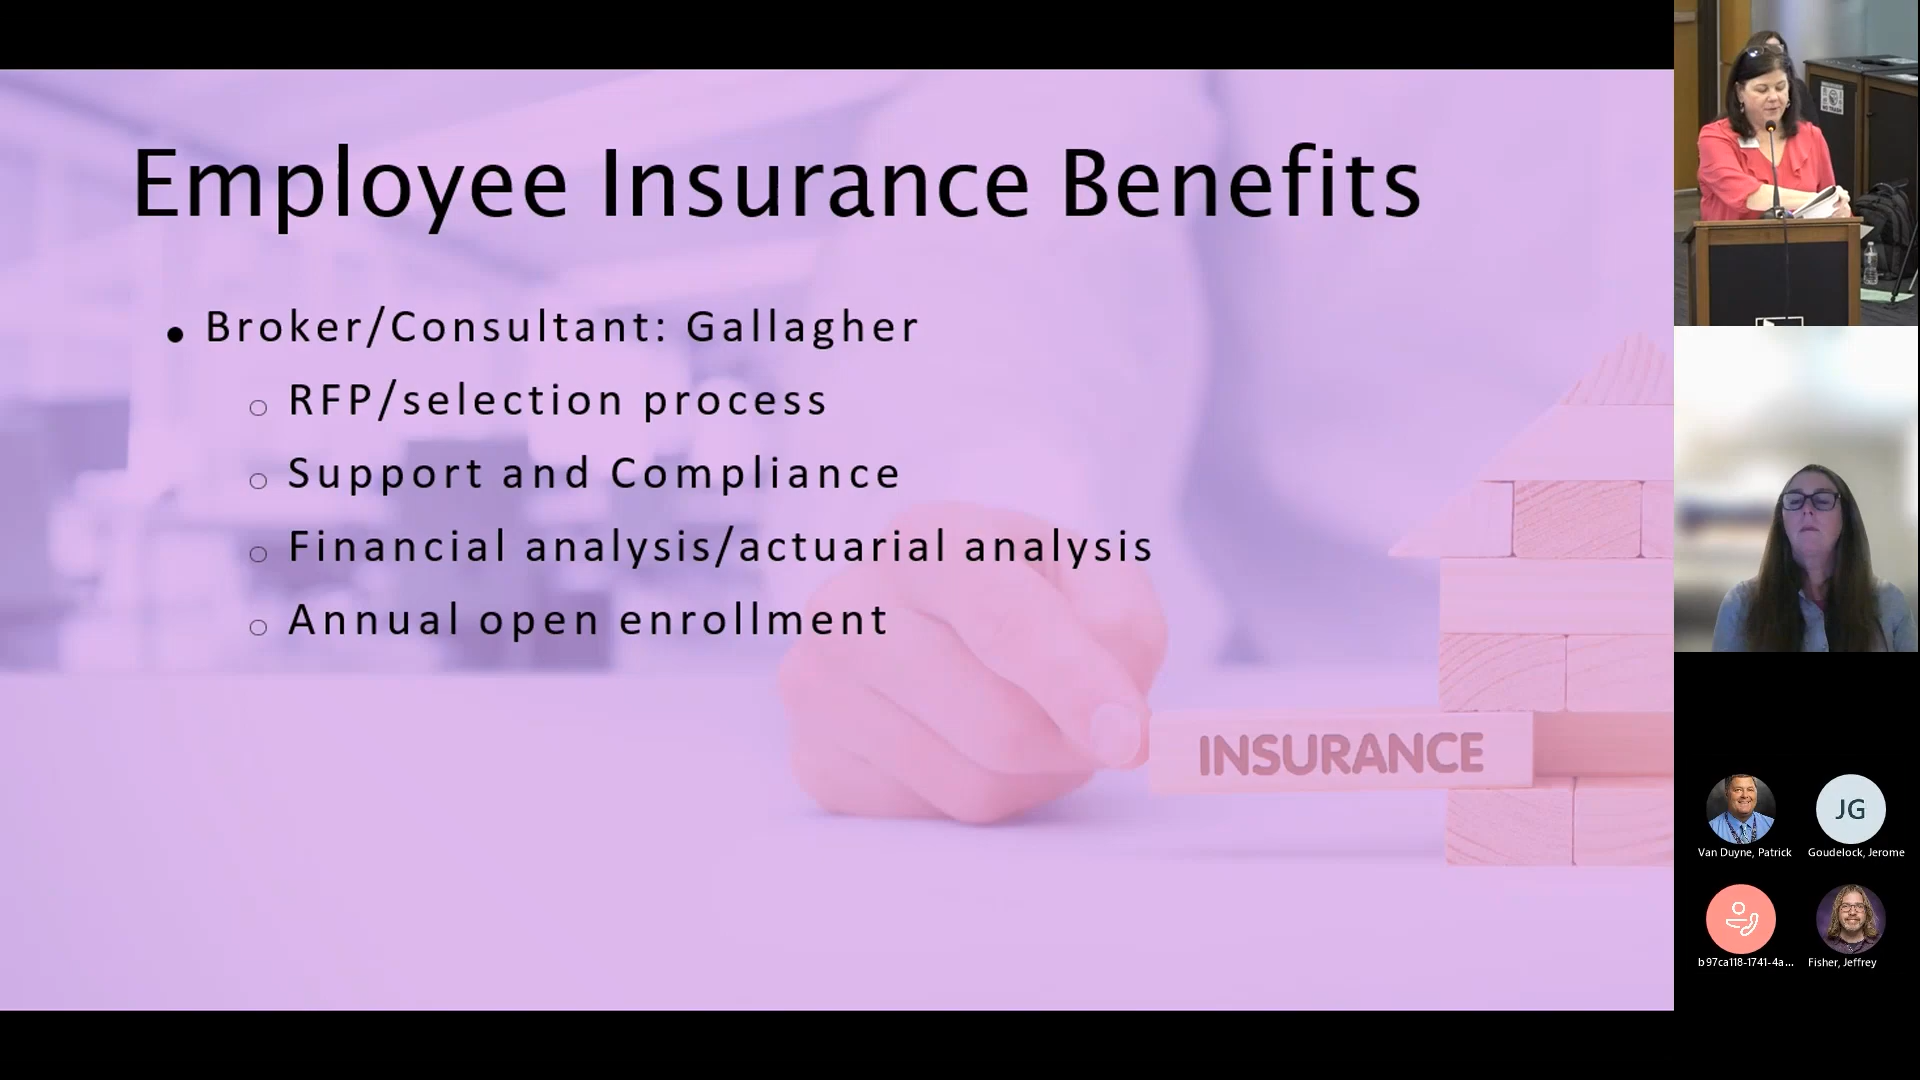 Employee Insurance Benefits
Broker/Consultant: Gallagher
RFP/selection process
Support and Compliance
Financial analysis/actuarial analysis
Annual open enrollment
INSURANCE
JG
Van Duyne, Patrick
Goudelock, Jerome
b97ca118-1741-4a...
Fisher, Jeffrey